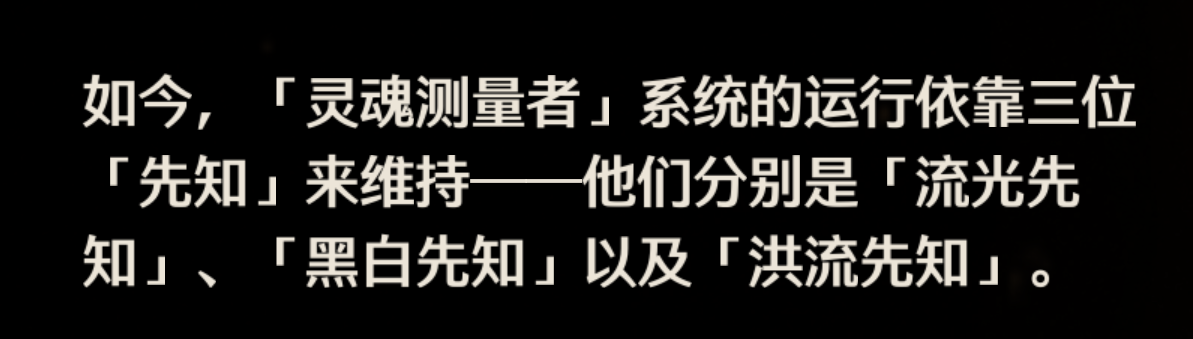 如今，「灵魂测量者」系统的运行依靠三位
「先知」来维持——他们分别是「流光先
知」、「黑白先知」以及「洪流先知」。